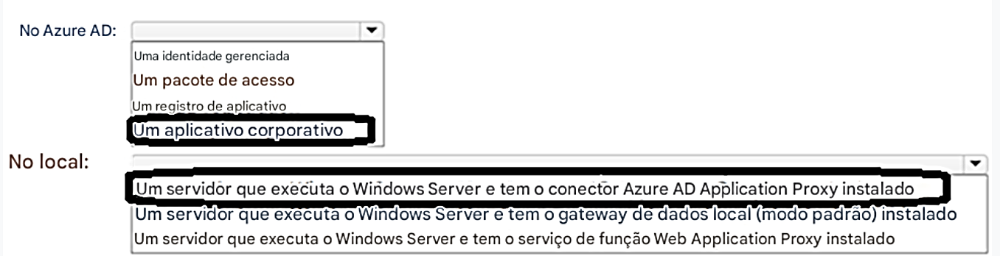 No Azure AD:
Uma identidade gerenciada
Um pacote de acesso
Um registro de aplicativo
Um aplicativo corporativo
No local:
Um servidor que executa o Windows Server e tem o conector Azure AD Application Proxy instalado
Um servidor que executa o Windows Server e tem o gateway de dados local (modo padrão) instalado
Um servidor que executa o Windows Server e tem o serviço de função Web Application Proxy instalado